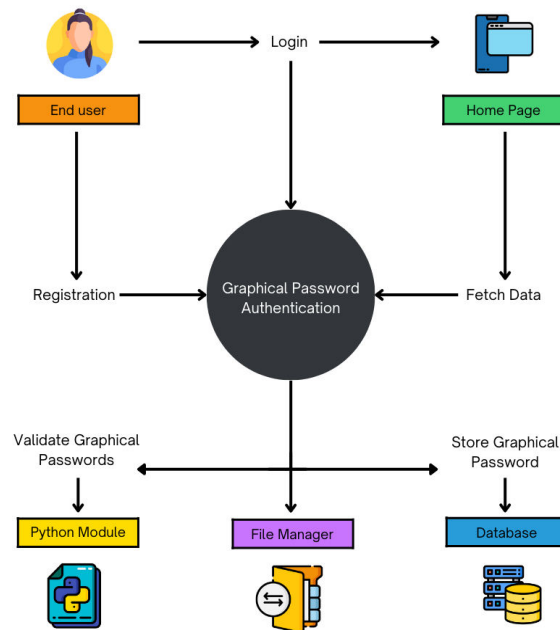 Login
End user
Home Page
Registration
Graphical Password
Authentication
Fetch Data
Validate Graphical
Passwords
Store Graphical
Password
Python Module
File Manager
Database